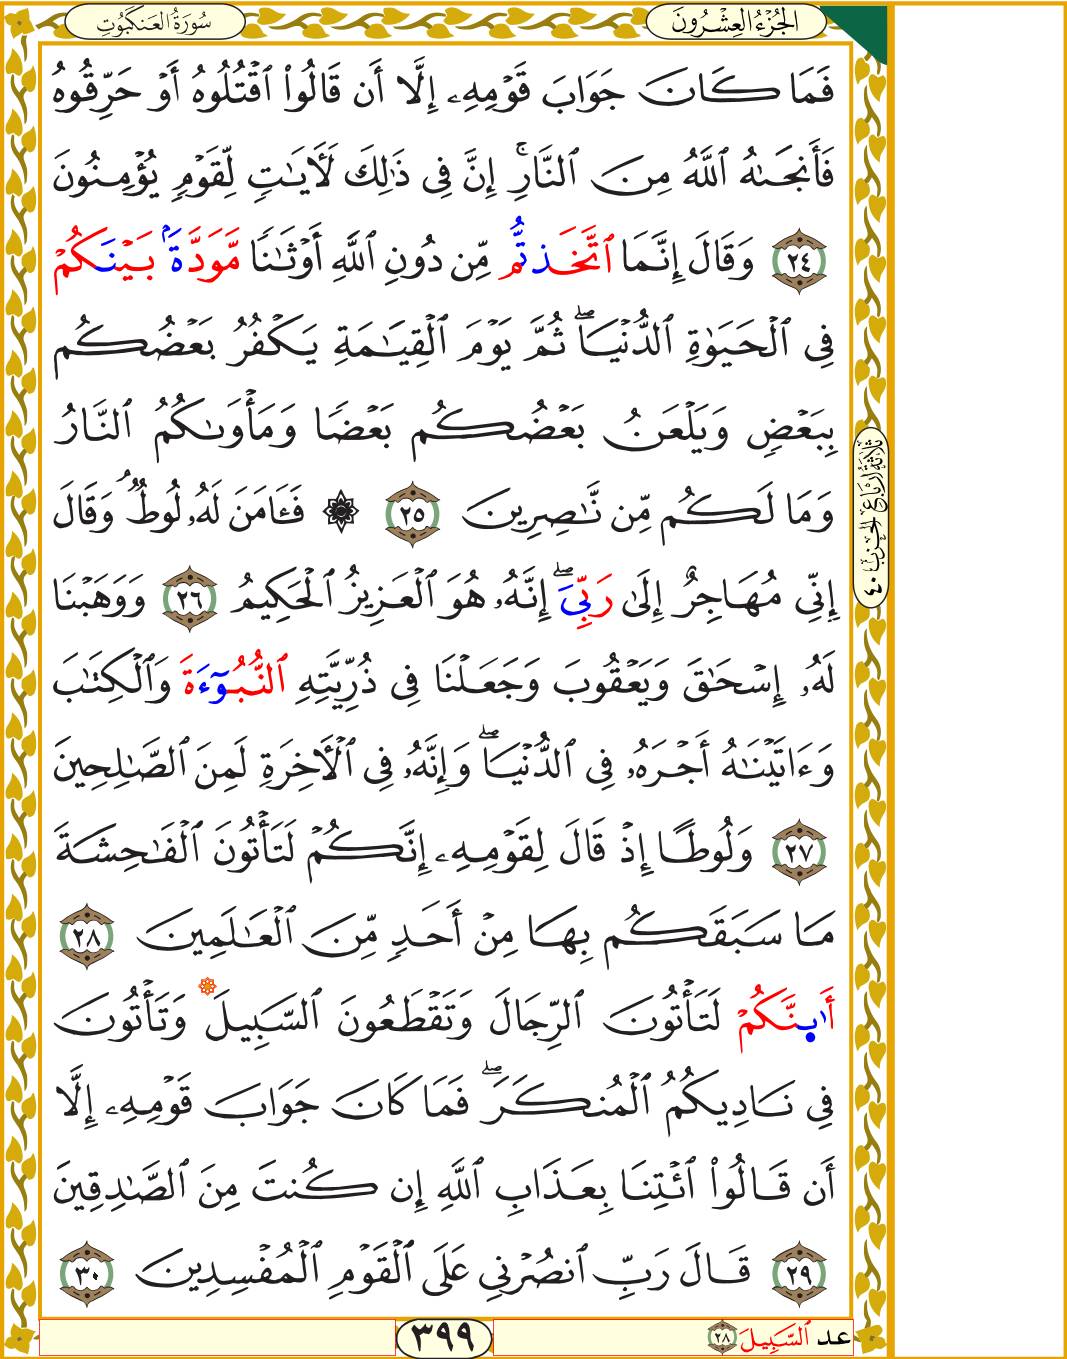 سُورَةُ العَنكَبُوتِ
الجُزْءُ العِشْرُونَ
فَمَا كَانَ جَوَابَ قَوْمِهِۦ إِلَّا أَن قَالُوا۟ ٱقْتُلُوهُ أَوْ حَرِّقُوهُ
فَأَنجَىٰهُ ٱللَّهُ مِنَ ٱلنَّارِۚ إِنَّ فِى ذَٰلِكَ لَأٓيَـٰتٍ لِّقَوْمٍ يُؤْمِنُونَ
٢٤ وَقَالَ إِنَّمَا ٱتَّخَذتُّم مِّن دُونِ ٱللَّهِ أَوْثَـٰنًا مَّوَدَّةَۢ بَيْنَكُمْ
فِى ٱلْحَيَوٰةِ ٱلدُّنْيَاۖ ثُمَّ يَوْمَ ٱلْقِيَـٰمَةِ يَكْفُرُ بَعْضُكُم
بِبَعْضٍ وَيَلْعَنُ بَعْضُكُم بَعْضًا وَمَأْوَىٰكُمُ ٱلنَّارُ
وَمَا لَكُم مِّن نَّـٰصِرِينَ ٢٥ ۞ فَـَٔامَنَ لَهُۥ لُوطٌۘ وَقَالَ
إِنِّى مُهَاجِرٌ إِلَىٰ رَبِّىَۖ إِنَّهُۥ هُوَ ٱلْعَزِيزُ ٱلْحَكِيمُ ٢٦ وَوَهَبْنَا
لَهُۥ إِسْحَـٰقَ وَيَعْقُوبَ وَجَعَلْنَا فِى ذُرِّيَّتِهِ ٱلنُّبُوٓءَةَ وَٱلْكِتَـٰبَ
وَءَاتَيْنَـٰهُ أَجْرَهُۥ فِى ٱلدُّنْيَاۖ وَإِنَّهُۥ فِى ٱلْأَخِرَةِ لَمِنَ ٱلصَّـٰلِحِينَ
٢٧ وَلُوطًا إِذْ قَالَ لِقَوْمِهِۦ إِنَّكُمْ لَتَأْتُونَ ٱلْفَـٰحِشَةَ
مَا سَبَقَكُم بِهَا مِنْ أَحَدٍ مِّنَ ٱلْعَـٰلَمِينَ ٢٨
أَىٰ۪نَّكُمْ لَتَأْتُونَ ٱلرِّجَالَ وَتَقْطَعُونَ ٱلسَّبِيلَ وَتَأْتُونَ
فِى نَادِيكُمُ ٱلْمُنكَرَۖ فَمَا كَانَ جَوَابَ قَوْمِهِۦ إِلَّا
أَن قَالُوا۟ ٱئْتِنَا بِعَذَابِ ٱللَّهِ إِن كُنتَ مِنَ ٱلصَّـٰدِقِينَ
٢٩ قَالَ رَبِّ ٱنصُرْنِى عَلَى ٱلْقَوْمِ ٱلْمُفْسِدِينَ ٣٠
ثلاثة أرباع الحزب ٤٠
عد ٱلسَّبِيلَ ٢٨
٣٩٩